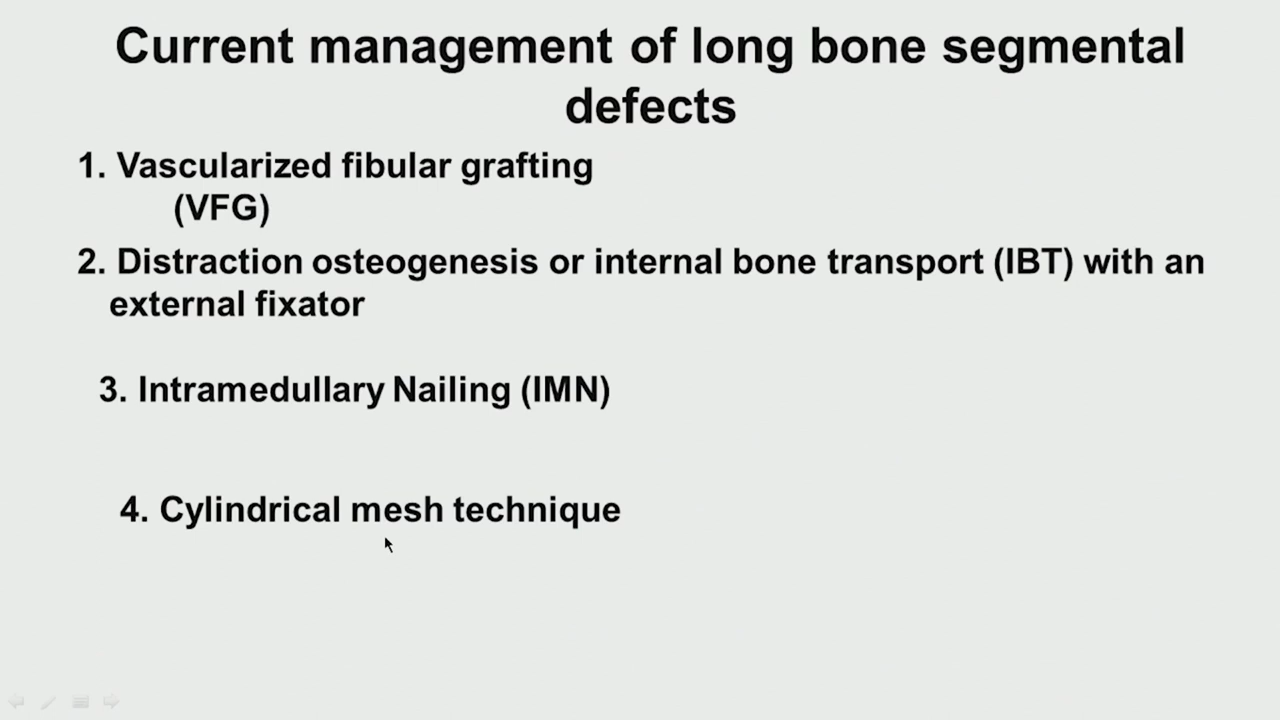 Current management of long bone segmental
defects
1. Vascularized fibular grafting
(VFG)
2. Distraction osteogenesis or internal bone transport (IBT) with an
external fixator
3. Intramedullary Nailing (IMN)
4. Cylindrical mesh technique